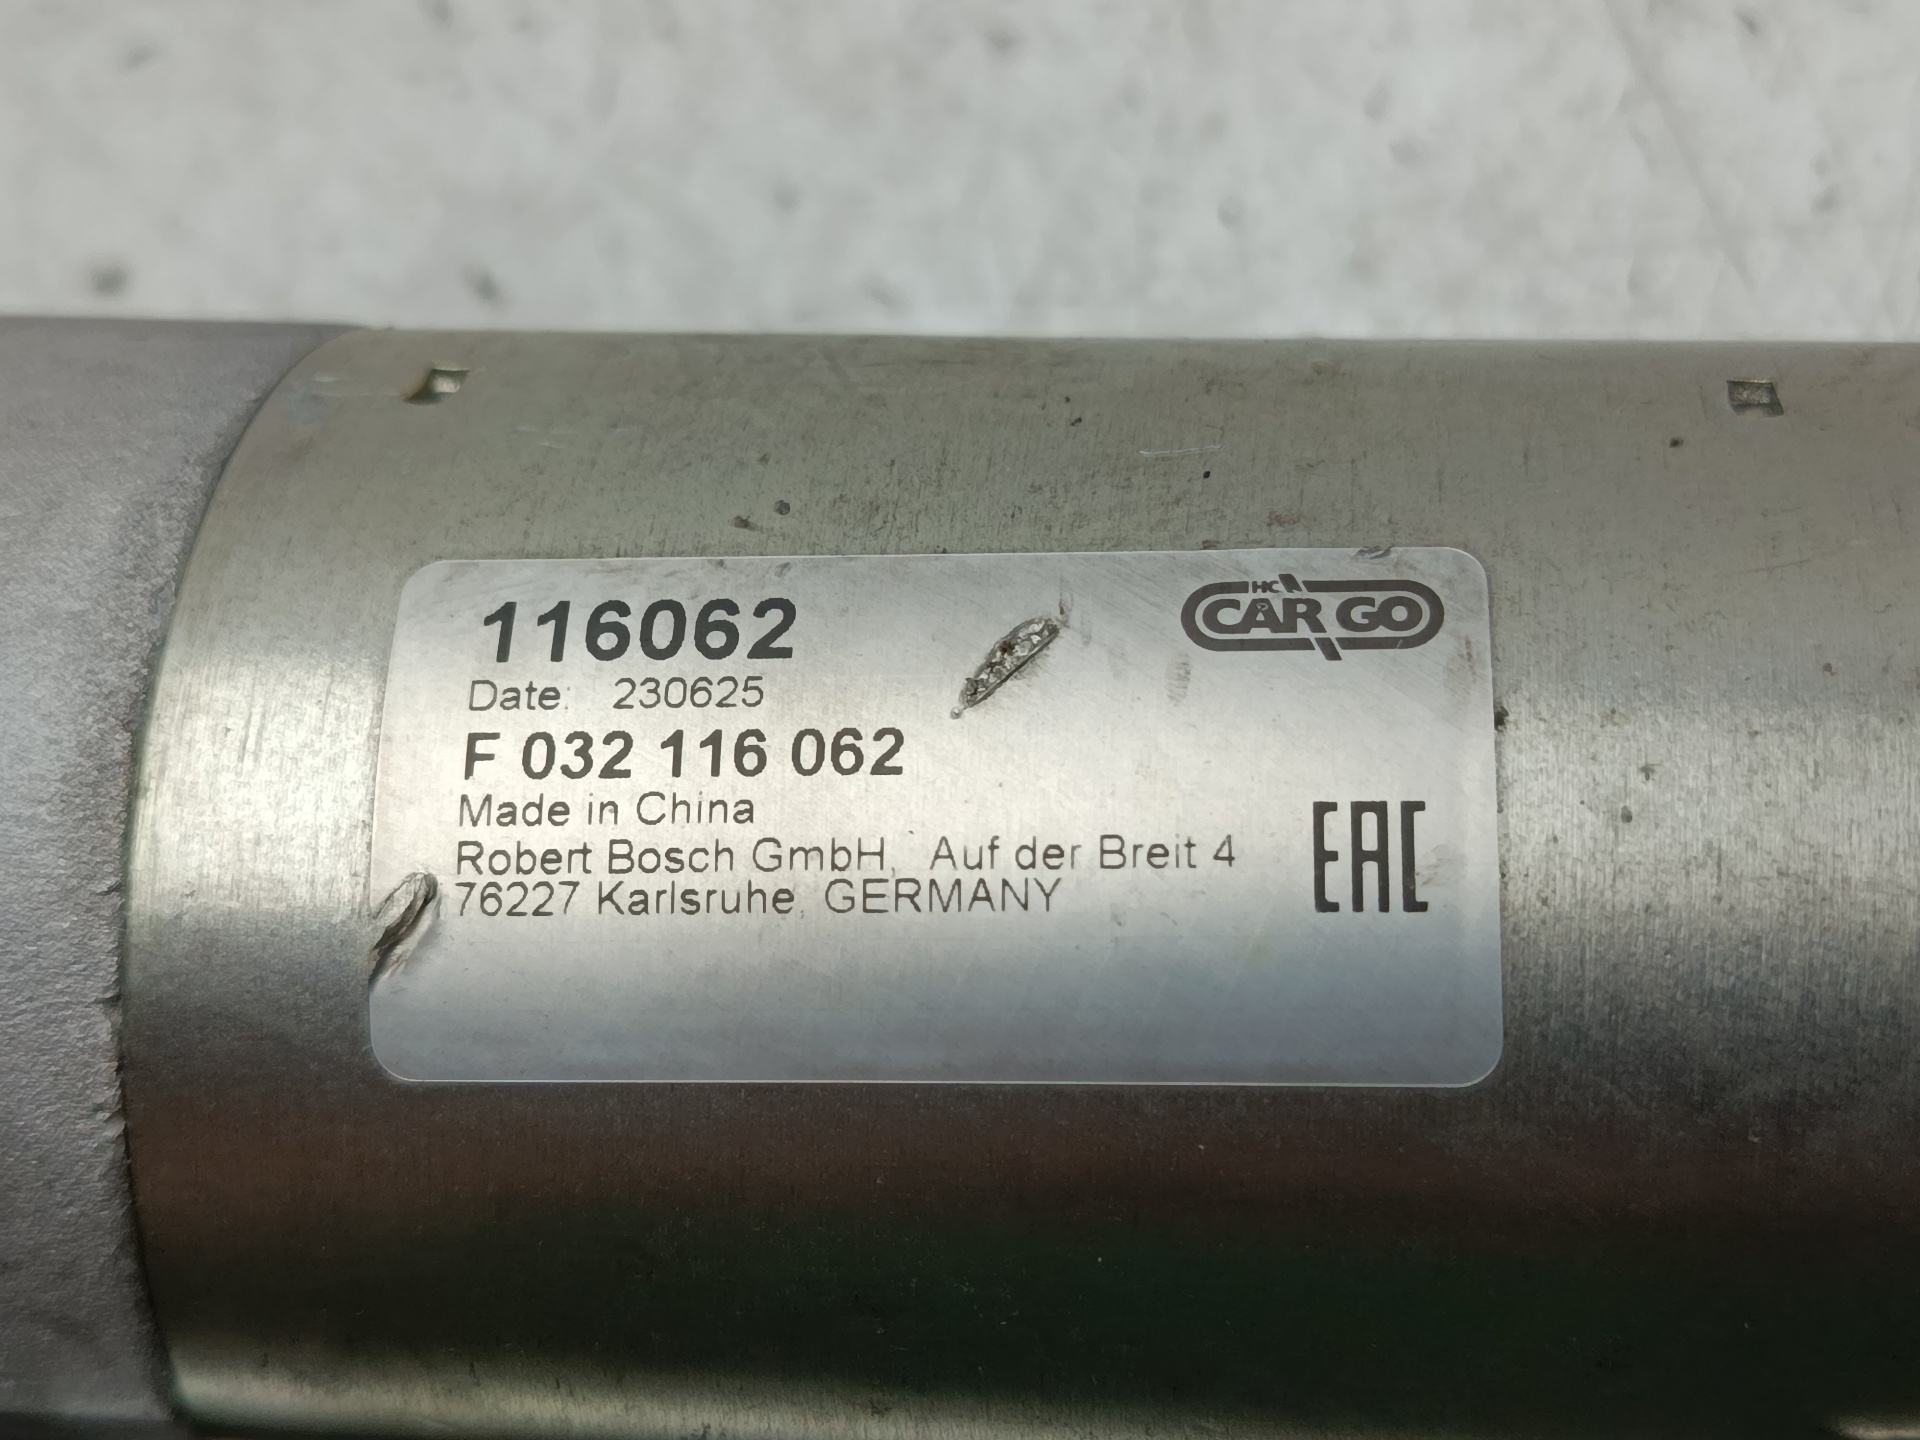 116062
HC
CARGO
Date: 230625
F 032 116 062
Made in China
Robert Bosch GmbH, Auf der Breit 4
76227 Karlsruhe, GERMANY
EAC